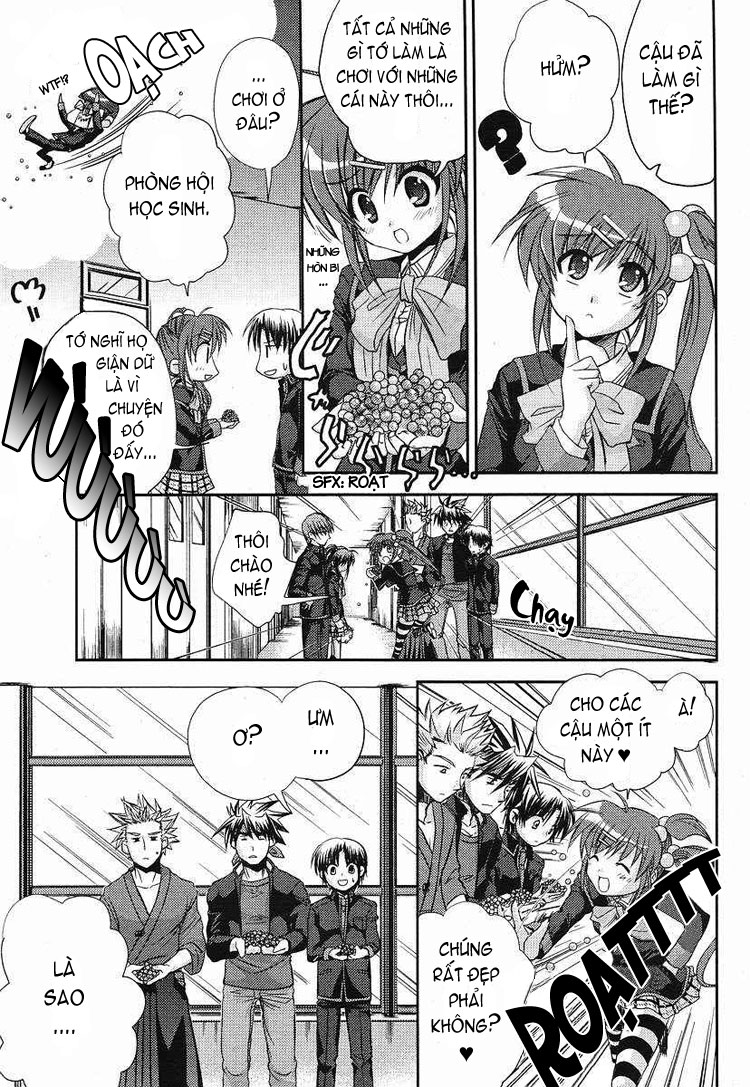 CẬU ĐÃ
LÀM GÌ
THẾ?
HỬM?
?
TẤT CẢ NHỮNG
GÌ TỚ LÀM LÀ
CHƠI VỚI NHỮNG
CÁI NÀY THÔI...
NHỮNG
HÒN BI
...
SFX: ROẠT
...
CHƠI Ở
ĐÂU?
PHÒNG HỘI
HỌC SINH.
OẠCH
WTF!?
TỚ NGHĨ HỌ
GIẬN DỮ
LÀ VÌ
CHUYỆN
ĐÓ
ĐẤY...
VÚÚÚÚÙÙ
THÔI
CHÀO
NHÉ!
Chạy
À!
CHO CÁC
CẬU MỘT ÍT
NÀY ♥
CHÚNG
RẤT ĐẸP
PHẢI
KHÔNG?
♥
ROẠTTTTT
ƯM
...
Ơ?
LÀ
SAO
....